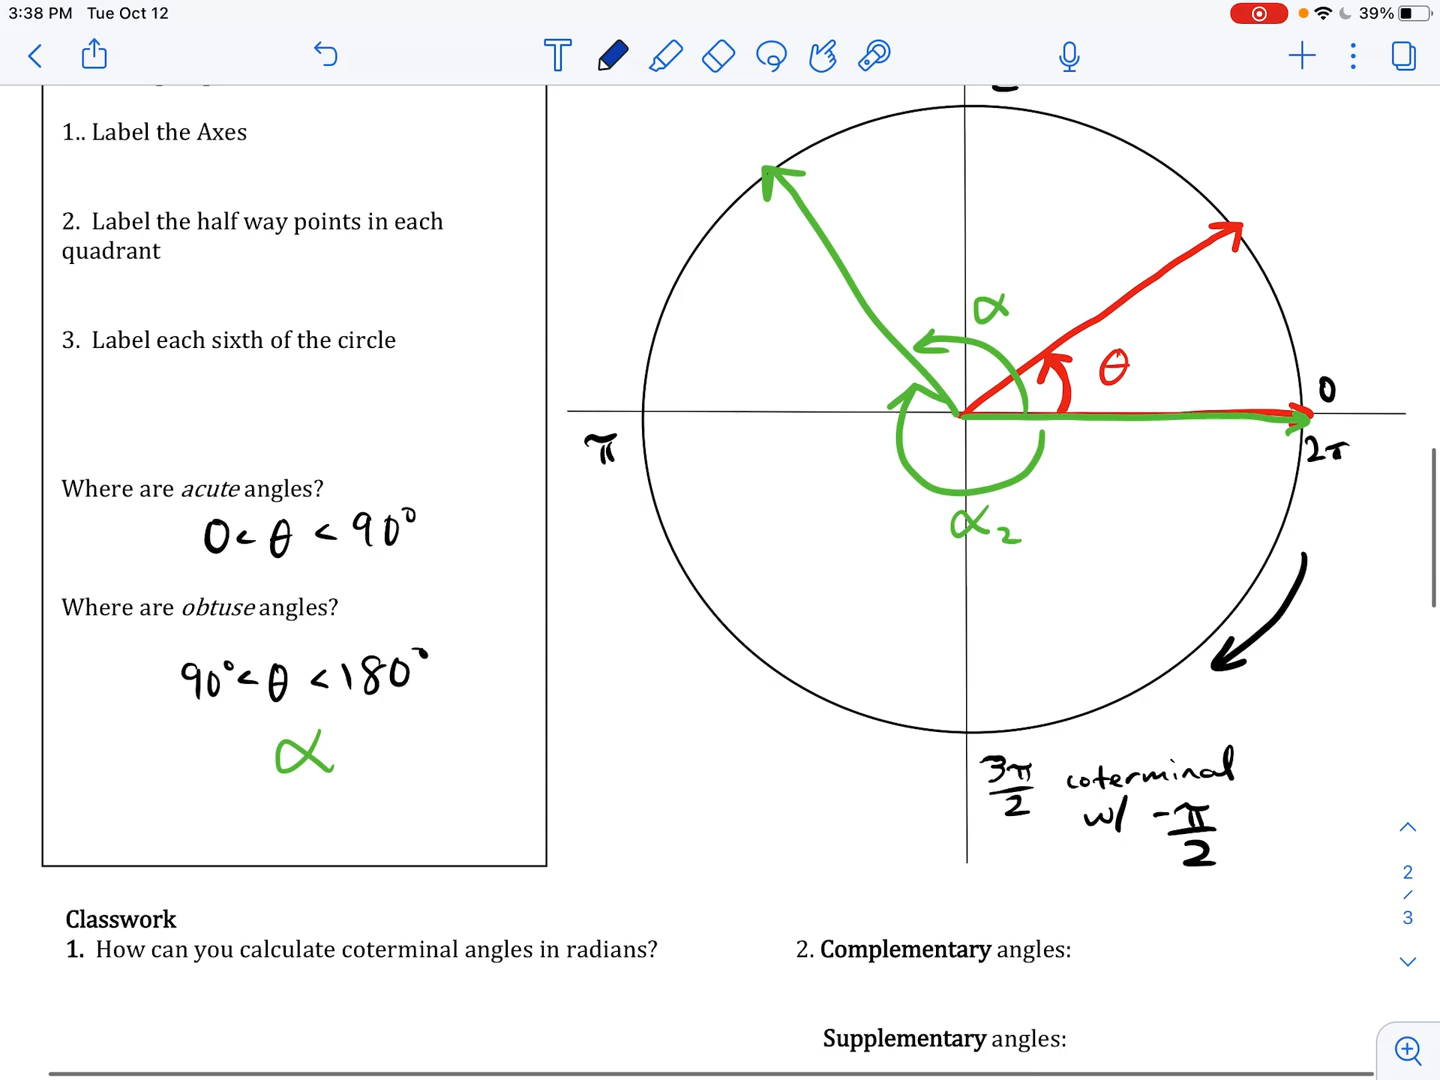 3:38 PM Tue Oct 12
39%
1.. Label the Axes
2. Label the half way points in each
quadrant
3. Label each sixth of the circle
Where are acute angles?
0 < θ < 90°
Where are obtuse angles?
90° < θ < 180°
α
α
θ
0
π
2π
α₂
3π/2 coterminal
w/ -π/2
2
/
3
Classwork
1. How can you calculate coterminal angles in radians?
2. Complementary angles:
Supplementary angles: